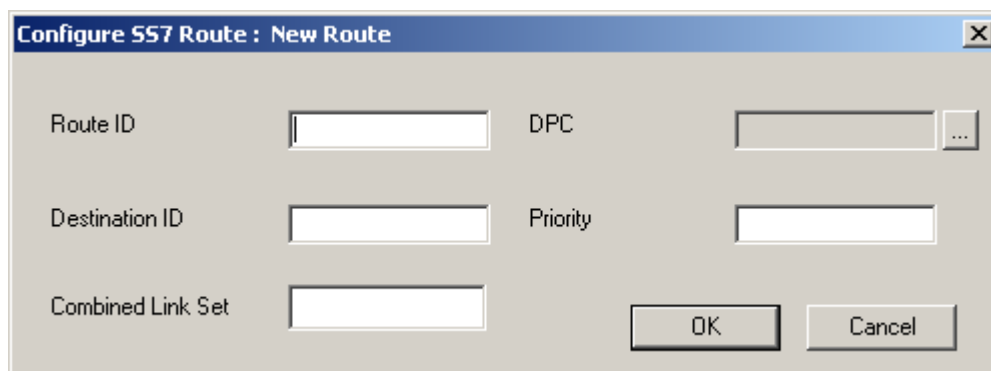 Configure SS7 Route : New Route
Route ID
DPC
...
Destination ID
Priority
Combined Link Set
OK
Cancel